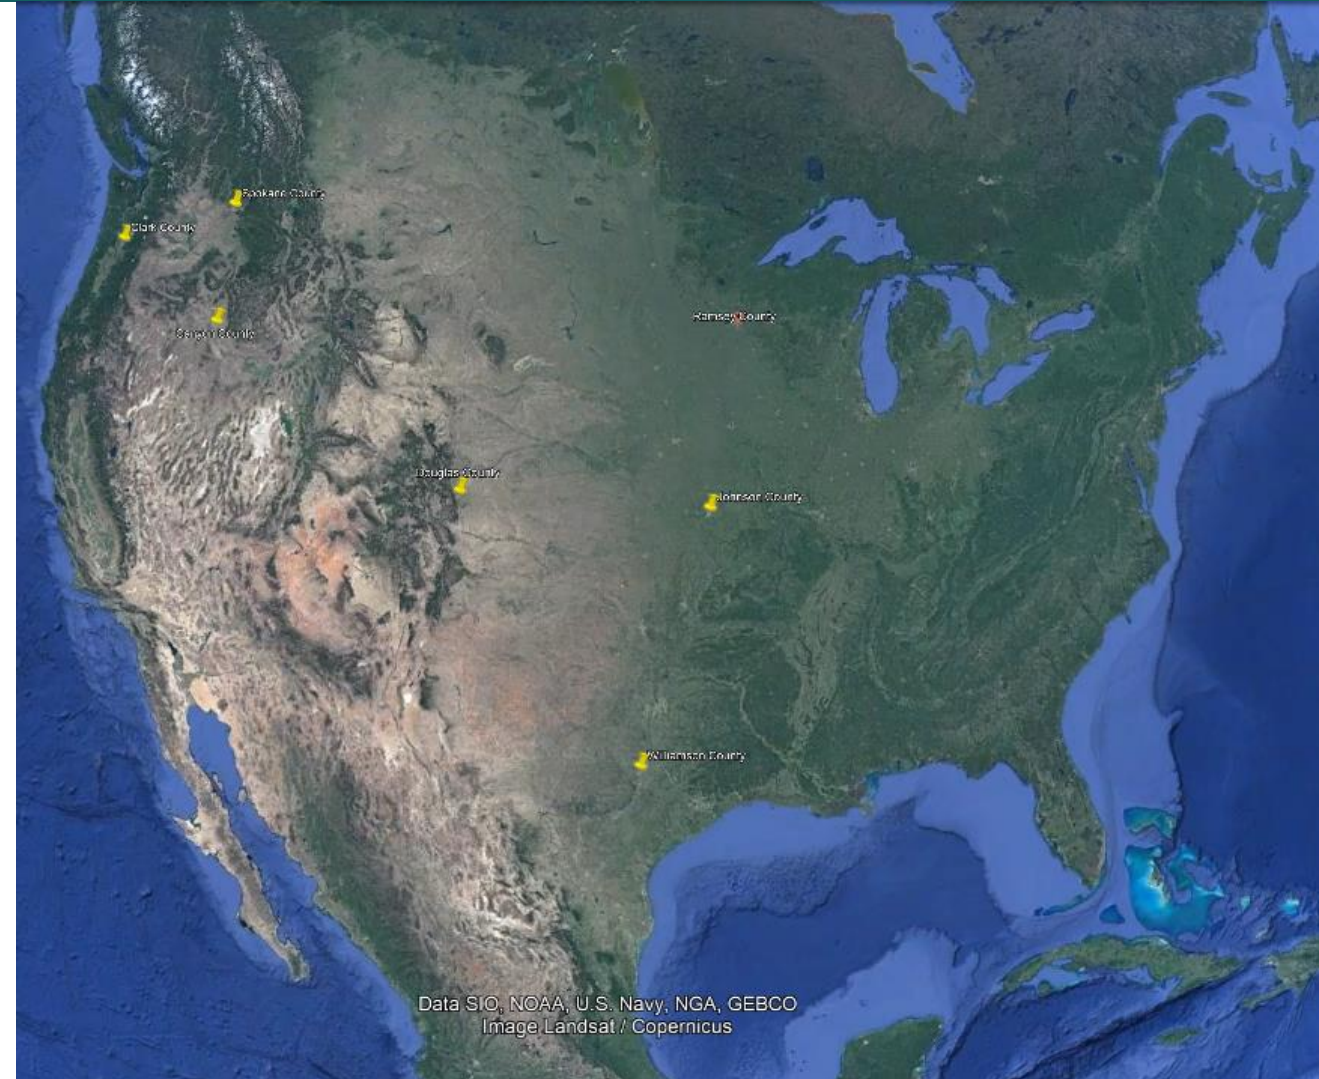 Spokane County
Clark County
Ramsey County
Canyon County
Douglas County
Johnson County
Williamson County
Data SIO, NOAA, U.S. Navy, NGA, GEBCO
Image Landsat / Copernicus